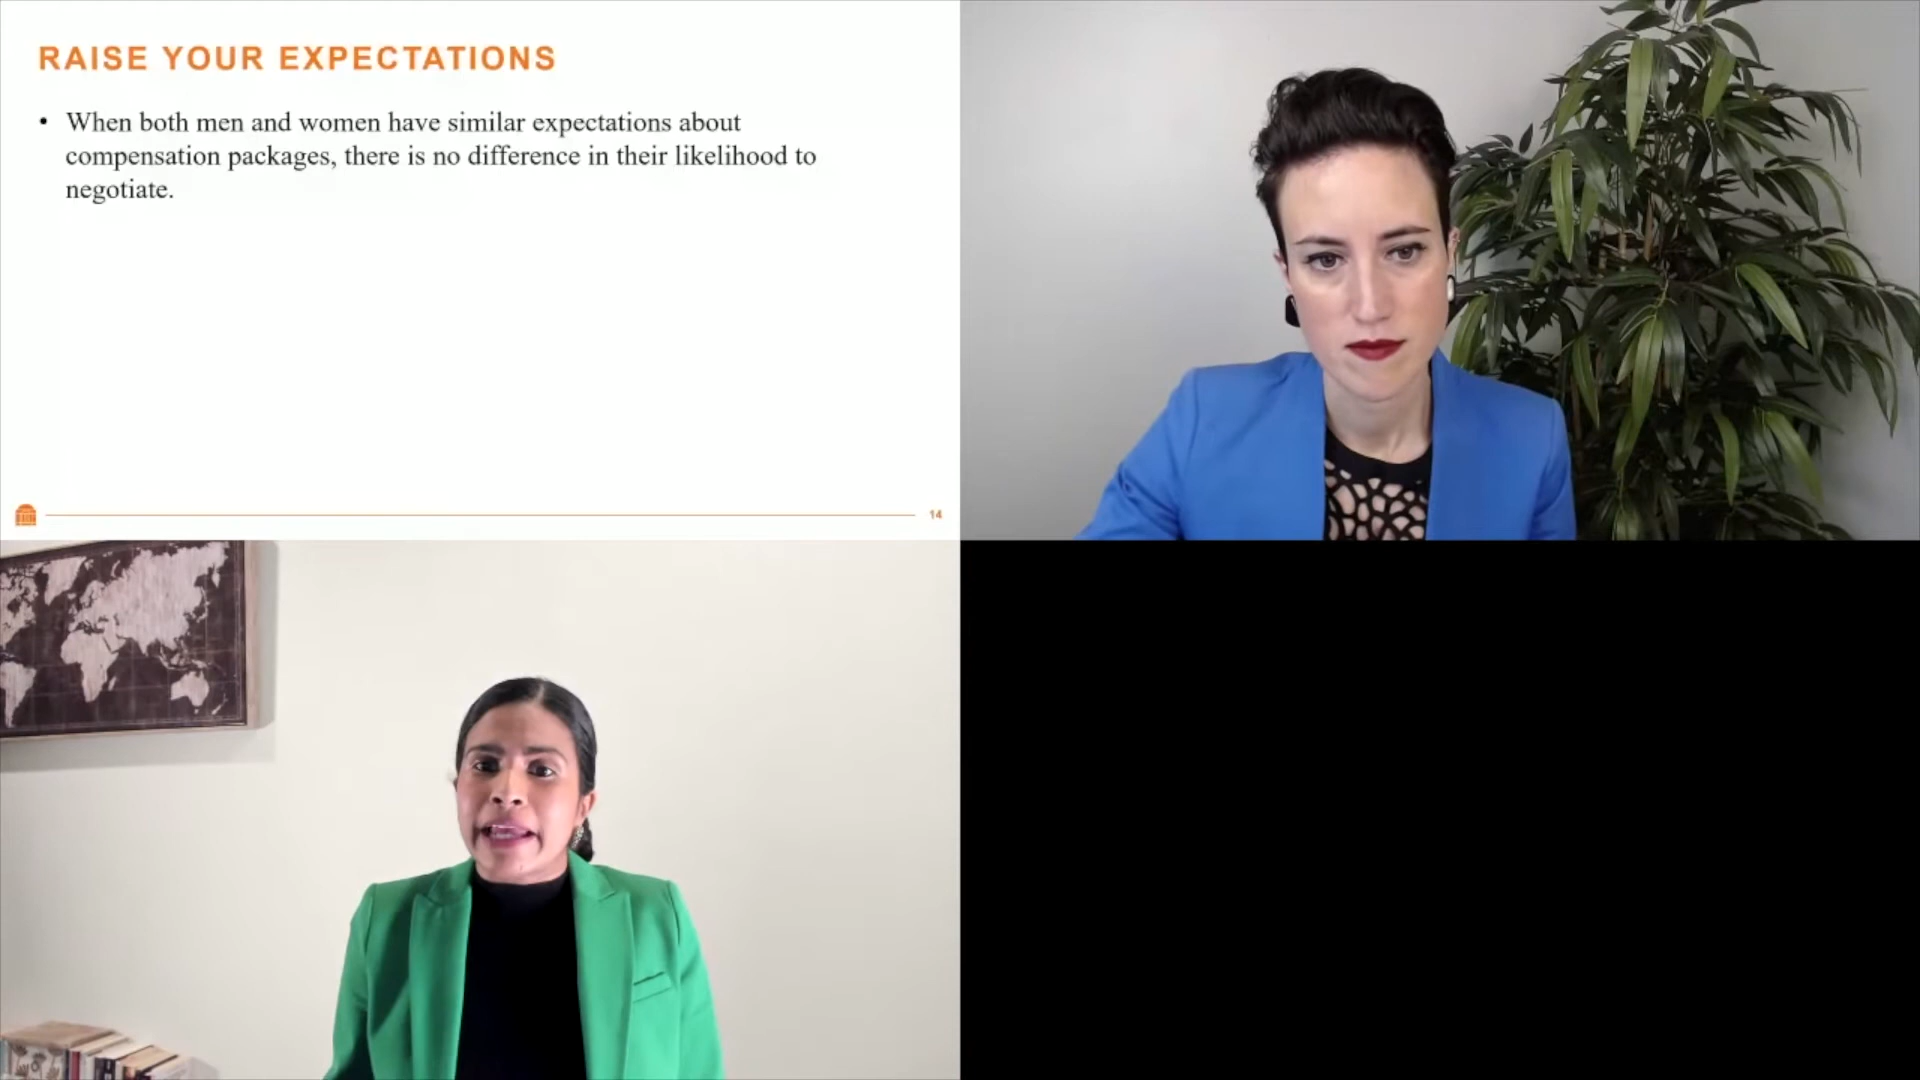 RAISE YOUR EXPECTATIONS
• When both men and women have similar expectations about
compensation packages, there is no difference in their likelihood to
negotiate.
14